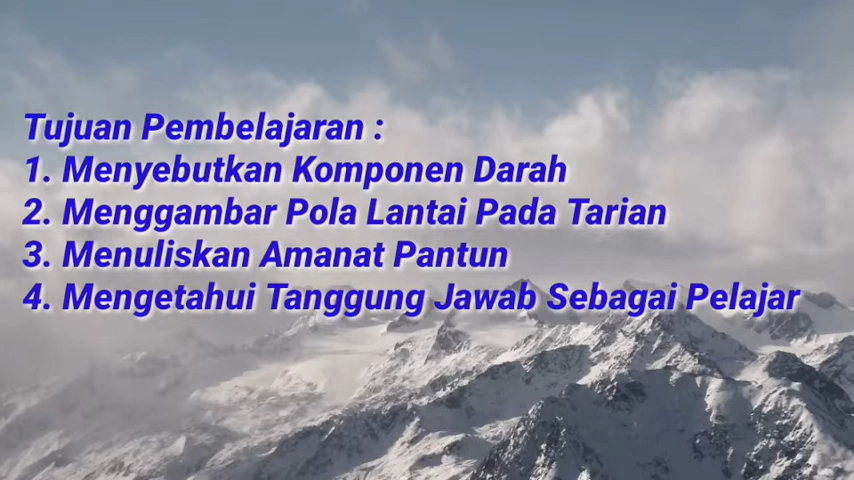 Tujuan Pembelajaran :
1. Menyebutkan Komponen Darah
2. Menggambar Pola Lantai Pada Tarian
3. Menuliskan Amanat Pantun
4. Mengetahui Tanggung Jawab Sebagai Pelajar